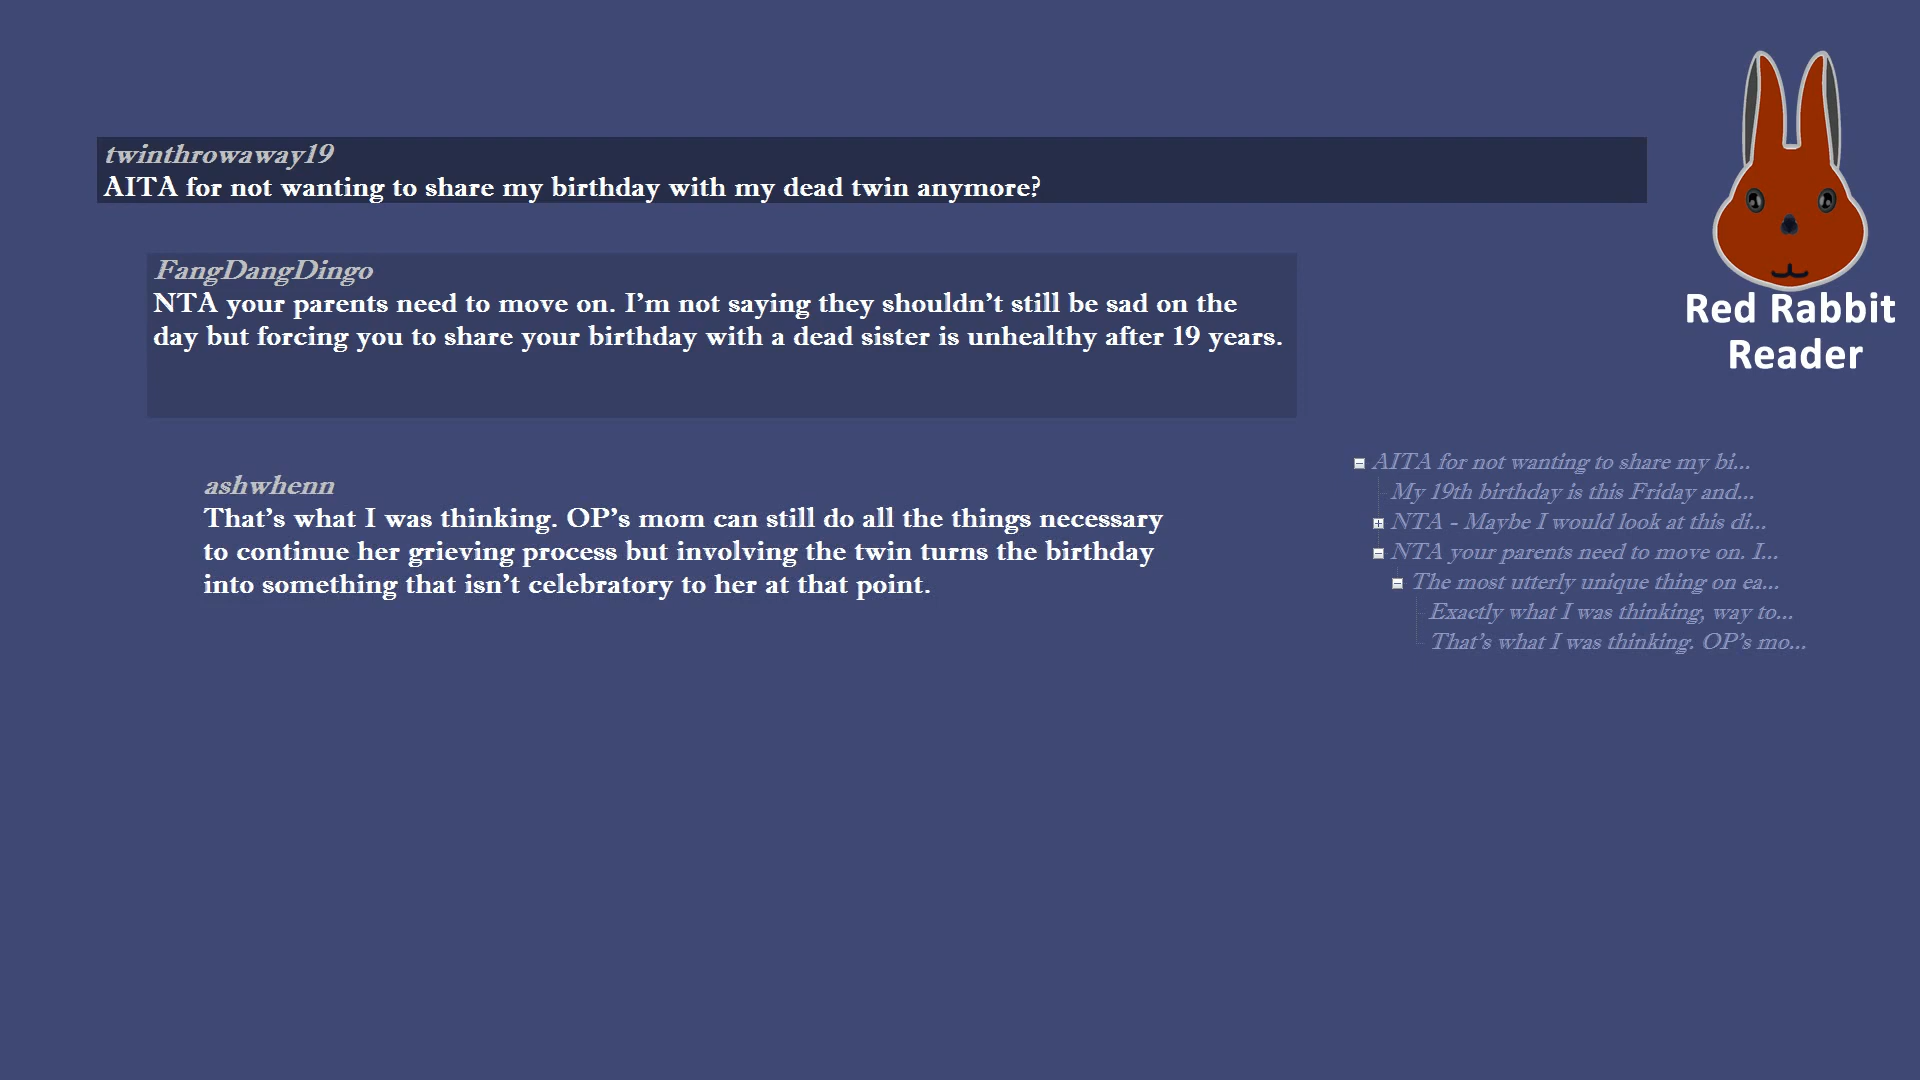 twinthrowaway19
AITA for not wanting to share my birthday with my dead twin anymore?
FangDangDingo
NTA your parents need to move on. I'm not saying they shouldn't still be sad on the
day but forcing you to share your birthday with a dead sister is unhealthy after 19 years.
ashwhenn
That's what I was thinking. OP's mom can still do all the things necessary
to continue her grieving process but involving the twin turns the birthday
into something that isn't celebratory to her at that point.
Red Rabbit
Reader
AITA for not wanting to share my bi...
My 19th birthday is this Friday and...
NTA - Maybe I would look at this di...
NTA your parents need to move on. I...
The most utterly unique thing on ea...
Exactly what I was thinking, way to...
That's what I was thinking. OP's mo...